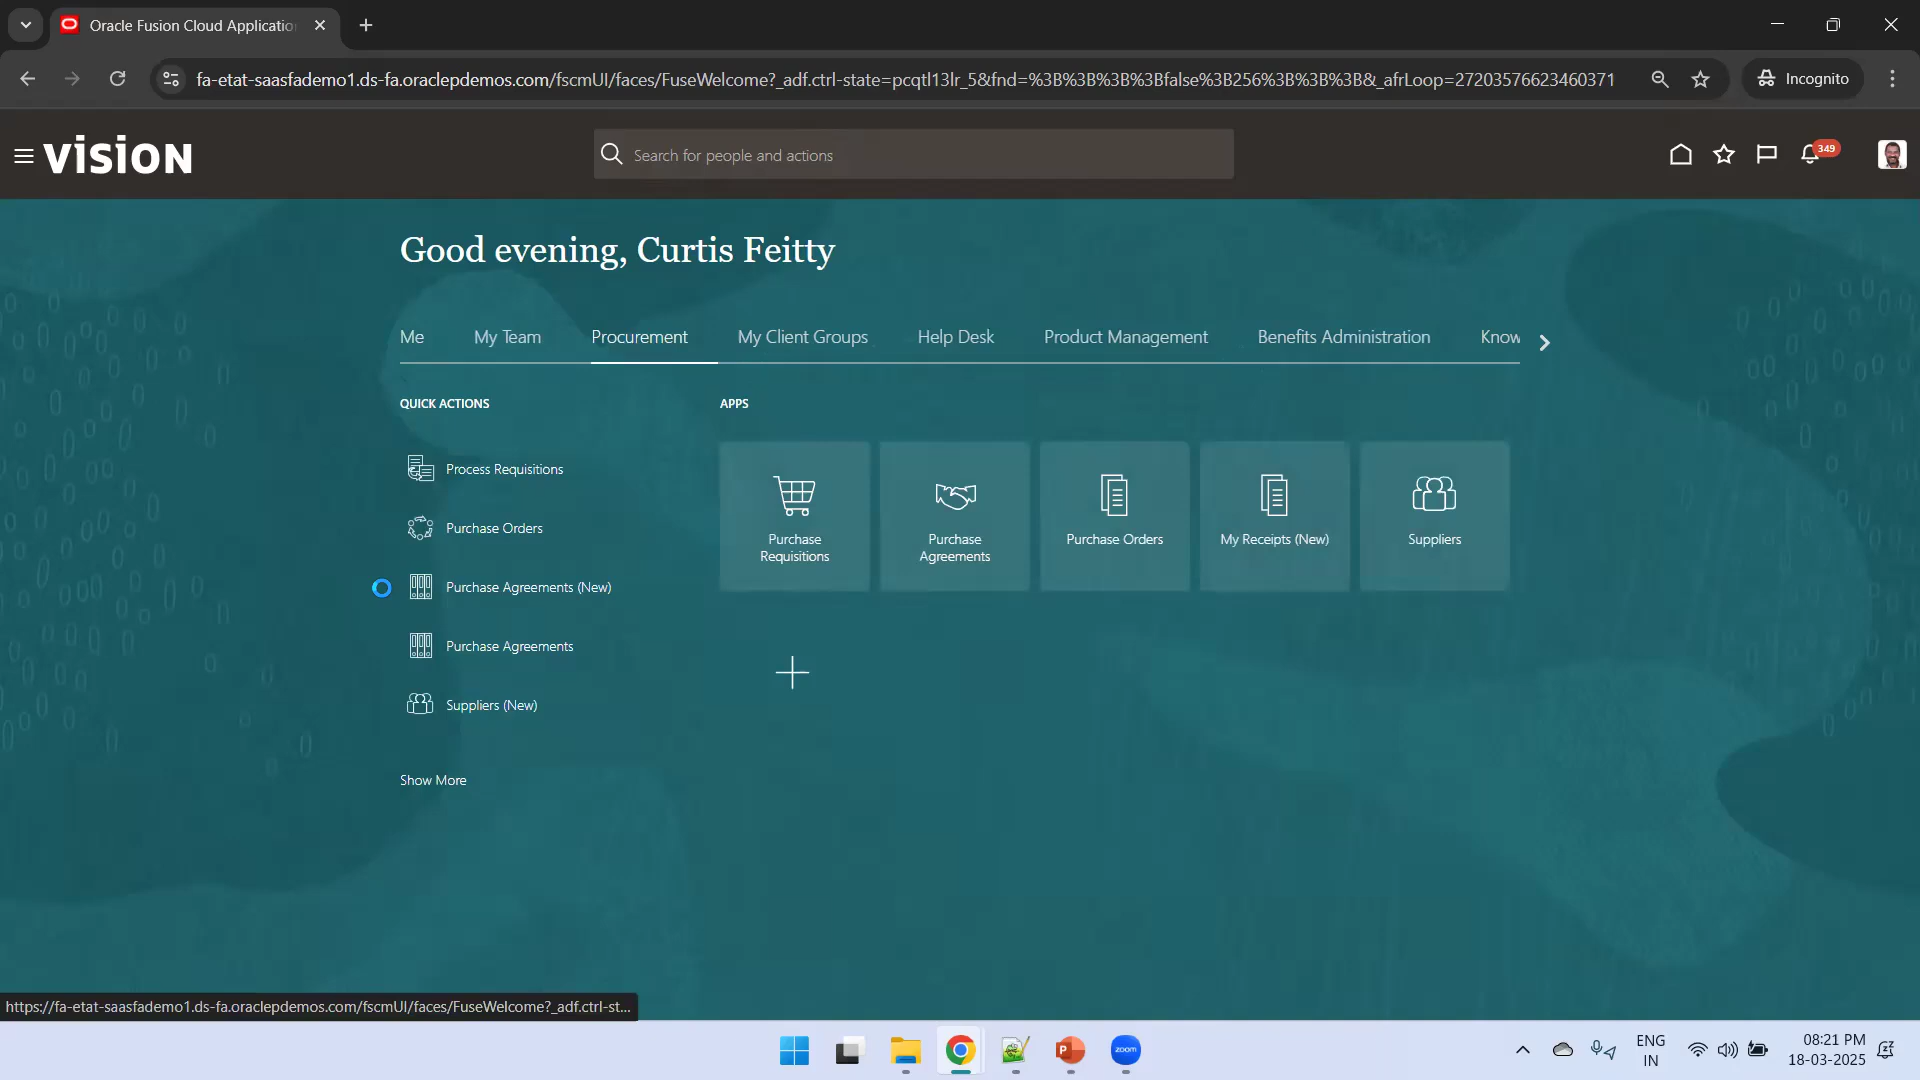 Oracle Fusion Cloud Applicatio
fa-etat-saasfademo1.ds-fa.oraclepdemos.com/fscmUI/faces/FuseWelcome?_adf.ctrl-state=pcqtl13lr_5&fnd=%3B%3B%3B%3Bfalse%3B256%3B%3B%3B&_afrLoop=27203576623460371
Incognito
vision
Search for people and actions
349
Good evening, Curtis Feitty
Me
My Team
Procurement
My Client Groups
Help Desk
Product Management
Benefits Administration
Know
QUICK ACTIONS
APPS
Process Requisitions
Purchase Orders
Purchase Agreements (New)
Purchase Agreements
Suppliers (New)
Show More
Purchase
Requisitions
Purchase
Agreements
Purchase Orders
My Receipts (New)
Suppliers
https://fa-etat-saasfademo1.ds-fa.oraclepdemos.com/fscmUI/faces/FuseWelcome?_adf.ctrl-st...
zoom
ENG
IN
08:21 PM
18-03-2025